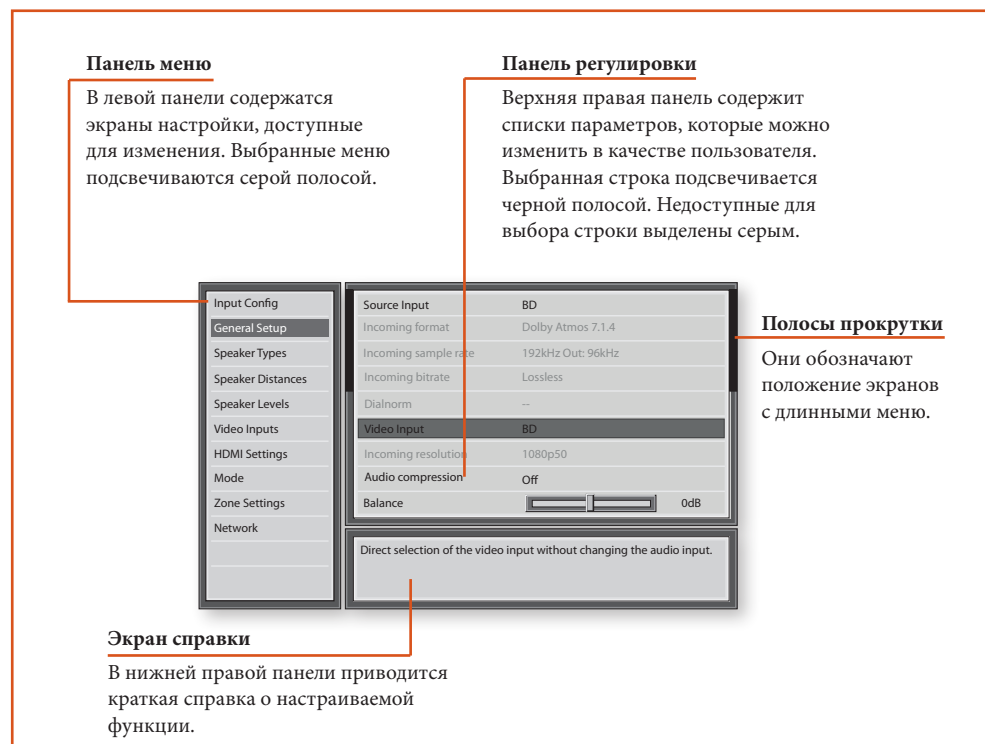 Панель меню
В левой панели содержатся
экраны настройки, доступные
для изменения. Выбранные меню
подсвечиваются серой полосой.
Панель регулировки
Верхняя правая панель содержит
списки параметров, которые можно
изменить в качестве пользователя.
Выбранная строка подсвечивается
черной полосой. Недоступные для
выбора строки выделены серым.
Input Config
General Setup
Speaker Types
Speaker Distances
Speaker Levels
Video Inputs
HDMI Settings
Mode
Zone Settings
Network
Source Input BD
Incoming format Dolby Atmos 7.1.4
Incoming sample rate 192kHz Out: 96kHz
Incoming bitrate Lossless
Dialnorm --
Video Input BD
Incoming resolution 1080p50
Audio compression Off
Balance 0dB
Direct selection of the video input without changing the audio input.
Полосы прокрутки
Они обозначают
положение экранов
с длинными меню.
Экран справки
В нижней правой панели приводится
краткая справка о настраиваемой
функции.